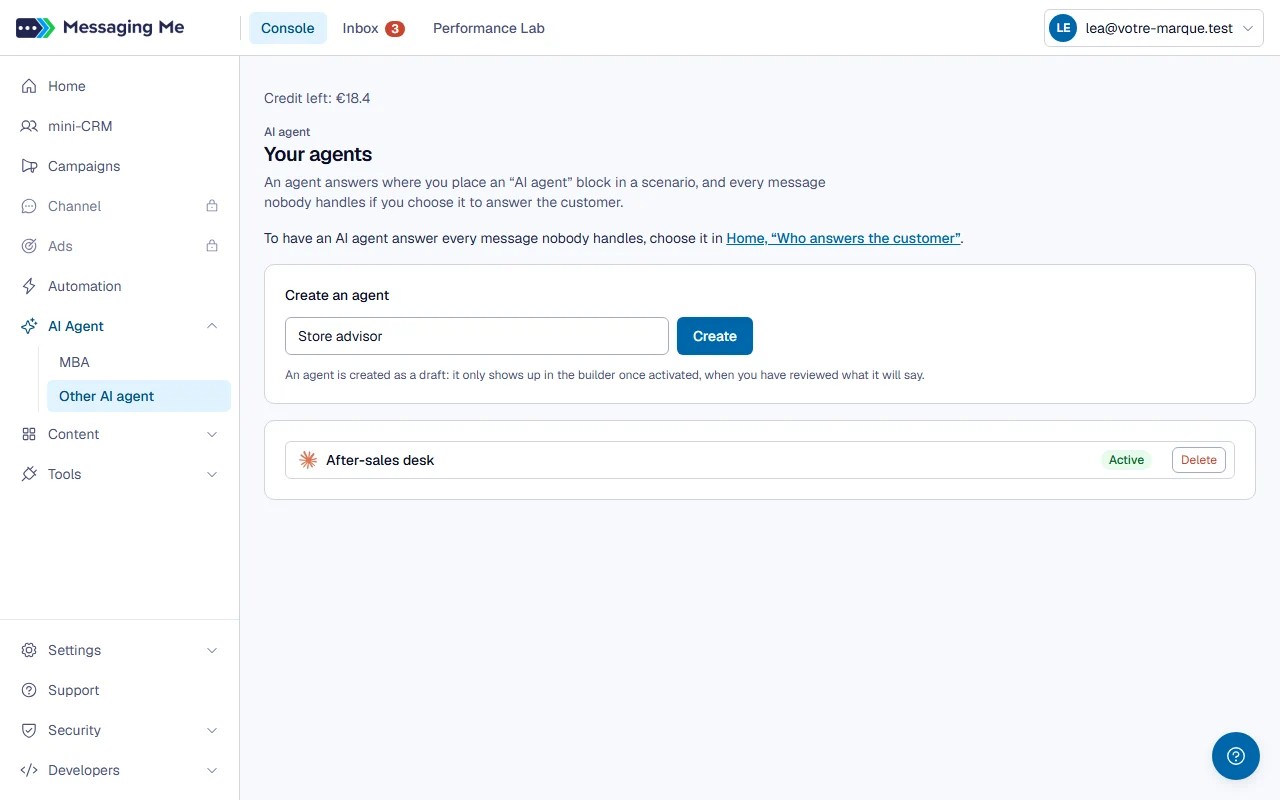 Messaging Me
Console
Inbox 3
Performance Lab
LE lea@votre-marque.test
Home
mini-CRM
Campaigns
Channel
Ads
Automation
AI Agent
MBA
Other AI agent
Content
Tools
Settings
Support
Security
Developers
Credit left: €18.4
AI agent
Your agents
An agent answers where you place an “AI agent” block in a scenario, and every message
nobody handles if you choose it to answer the customer.
To have an AI agent answer every message nobody handles, choose it in Home, “Who answers the customer”.
Create an agent
Store advisor
Create
An agent is created as a draft: it only shows up in the builder once activated, when you have reviewed what it will say.
After-sales desk
Active
Delete